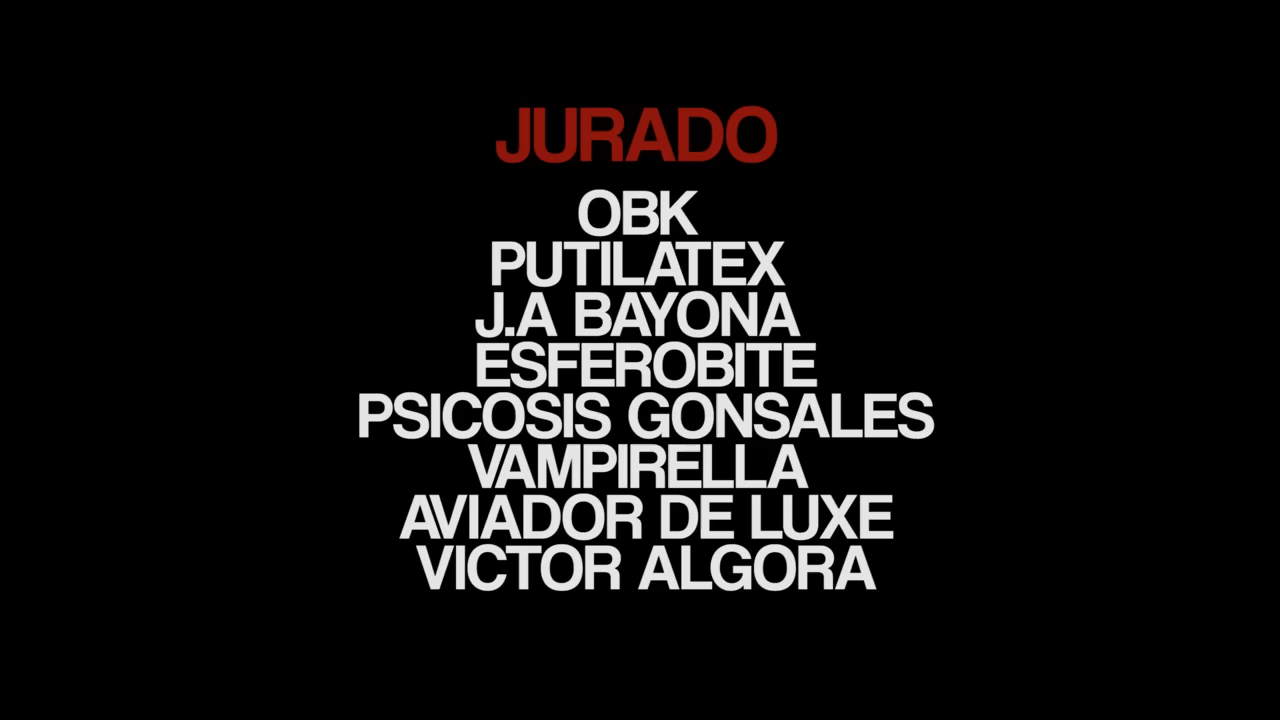 JURADO
OBK
PUTILATEX
J.A BAYONA
ESFEROBITE
PSICOSIS GONSALES
VAMPIRELLA
AVIADOR DE LUXE
VICTOR ALGORA